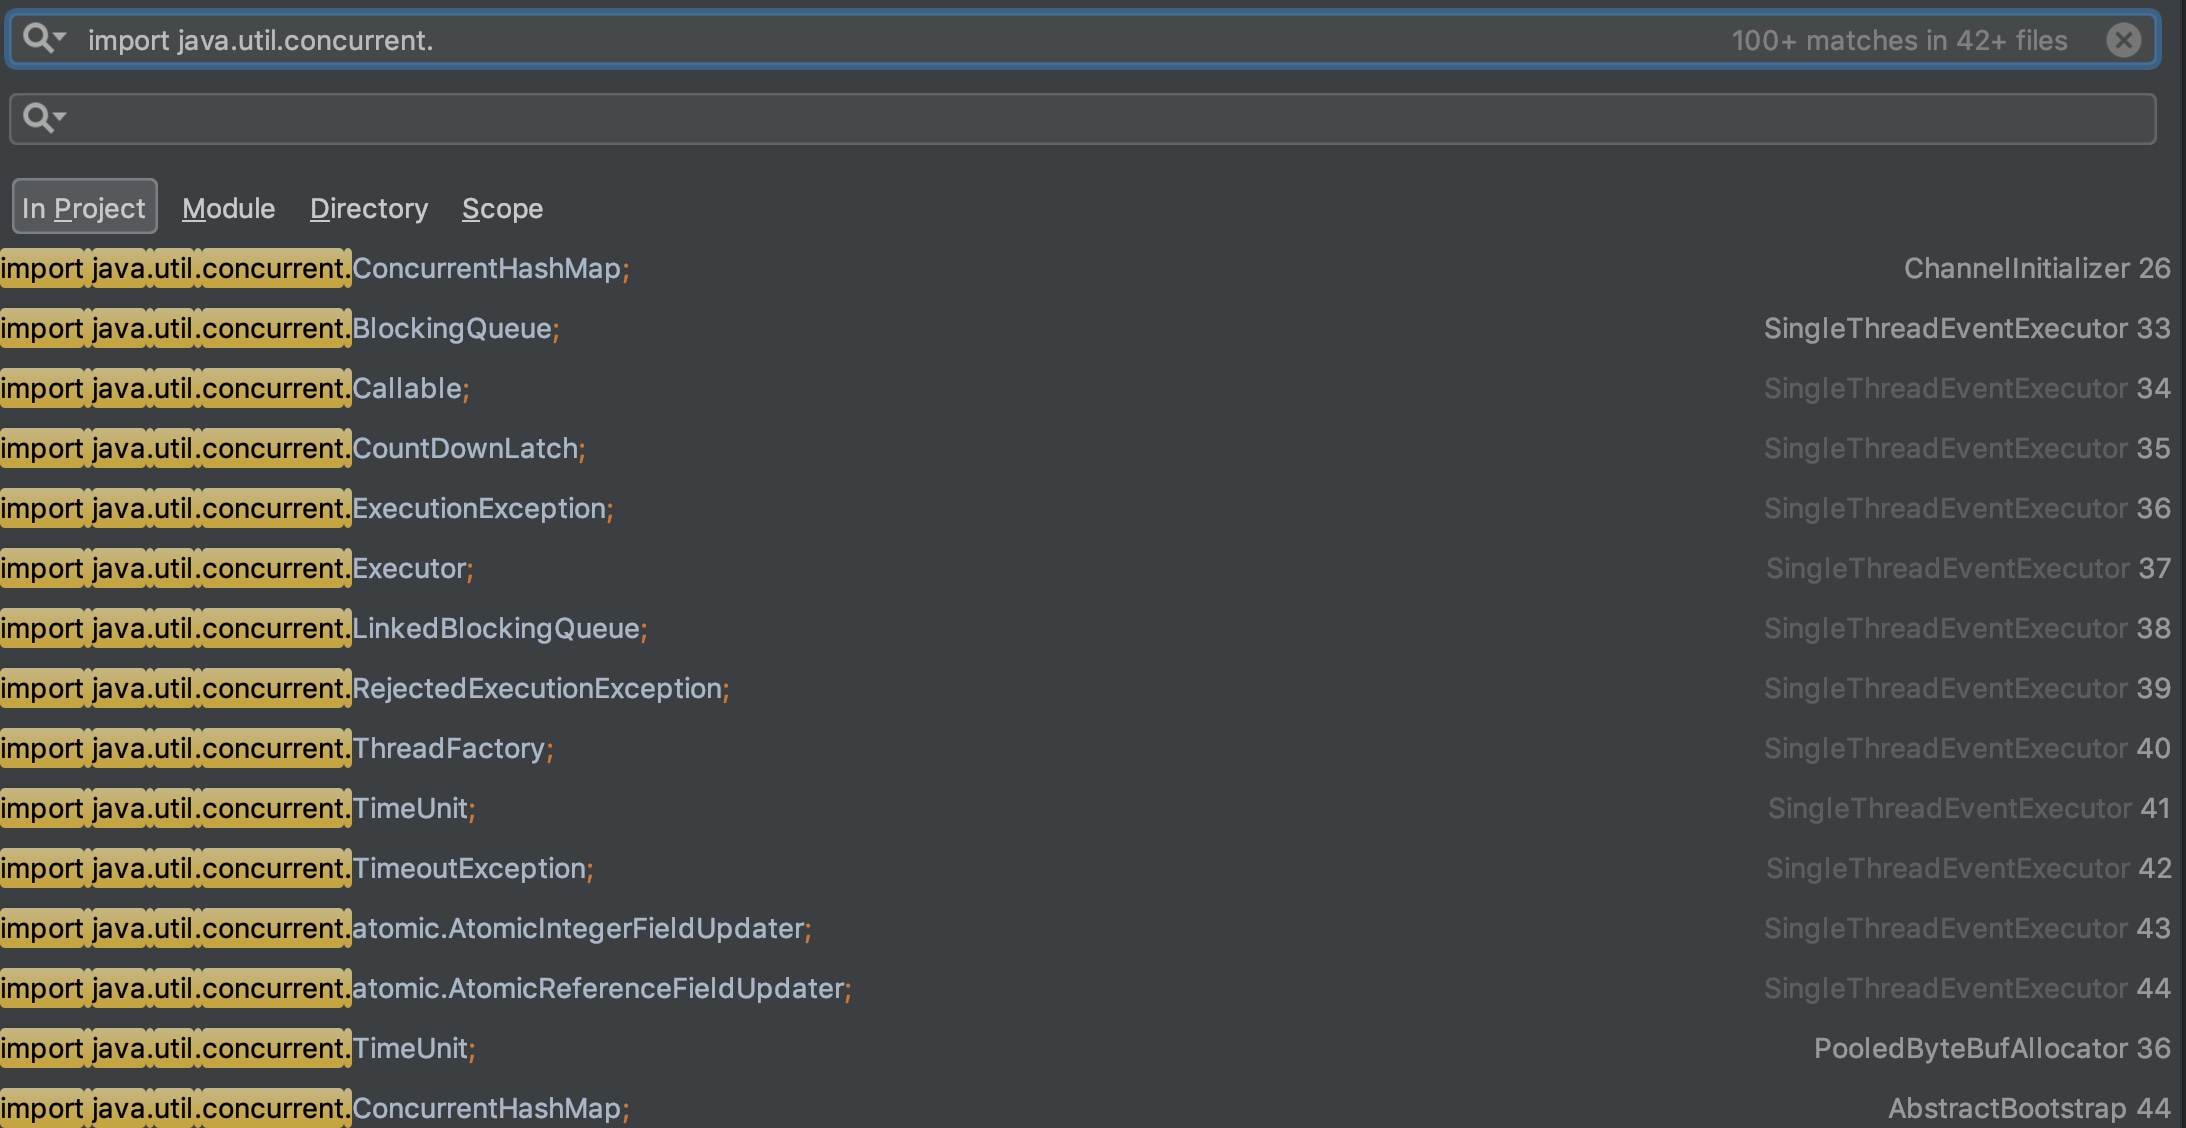 import java.util.concurrent. 100+ matches in 42+ files
In Project Module Directory Scope
import java.util.concurrent.ConcurrentHashMap; ChannelInitializer 26
import java.util.concurrent.BlockingQueue; SingleThreadEventExecutor 33
import java.util.concurrent.Callable; SingleThreadEventExecutor 34
import java.util.concurrent.CountDownLatch; SingleThreadEventExecutor 35
import java.util.concurrent.ExecutionException; SingleThreadEventExecutor 36
import java.util.concurrent.Executor; SingleThreadEventExecutor 37
import java.util.concurrent.LinkedBlockingQueue; SingleThreadEventExecutor 38
import java.util.concurrent.RejectedExecutionException; SingleThreadEventExecutor 39
import java.util.concurrent.ThreadFactory; SingleThreadEventExecutor 40
import java.util.concurrent.TimeUnit; SingleThreadEventExecutor 41
import java.util.concurrent.TimeoutException; SingleThreadEventExecutor 42
import java.util.concurrent.atomic.AtomicIntegerFieldUpdater; SingleThreadEventExecutor 43
import java.util.concurrent.atomic.AtomicReferenceFieldUpdater; SingleThreadEventExecutor 44
import java.util.concurrent.TimeUnit; PooledByteBufAllocator 36
import java.util.concurrent.ConcurrentHashMap; AbstractBootstrap 44